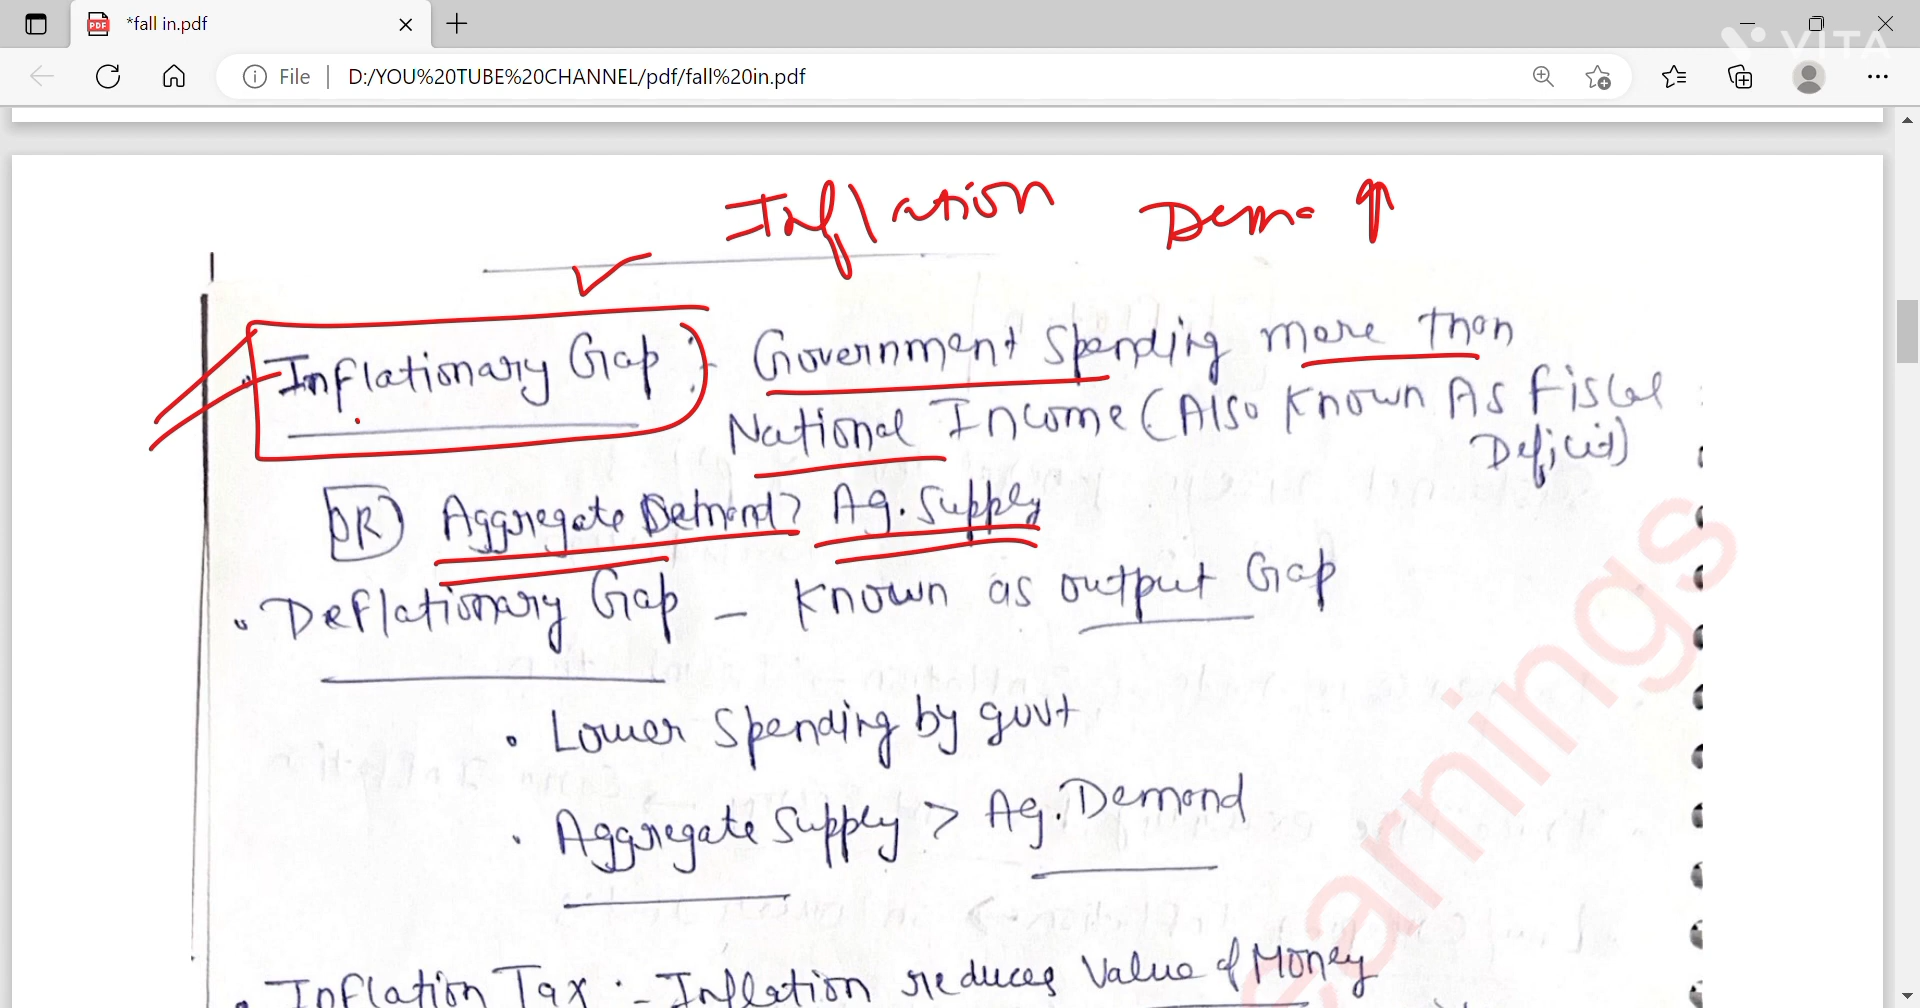 *fall in.pdf
File | D:/YOU%20TUBE%20CHANNEL/pdf/fall%20in.pdf
VITA
Inflation Dema ↑
• Inflationary Gap :- Government Spending more than
National Income (Also Known As Fiscal
Deficit)
OR Aggregate Demand > Ag. Supply
• Deflationary Gap - Known as output Gap
• Lower Spending by govt
• Aggregate Supply > Ag. Demand
• Inflation Tax :- Inflation reduces Value of Money
earnings